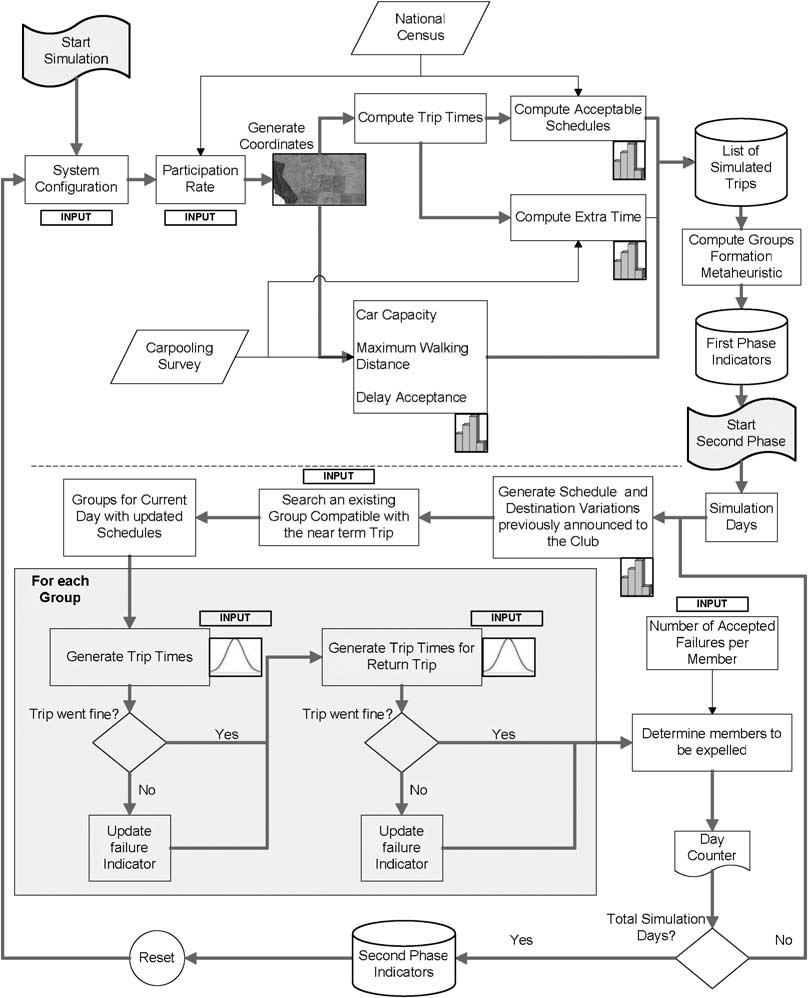 National
Census
Start
Simulation
Generate
Coordinates
Compute Trip Times
Compute Acceptable
Schedules
System
Configuration
INPUT
Participation
Rate
INPUT
List of
Simulated
Trips
Compute Extra Time
Compute Groups
Formation
Metaheuristic
Car Capacity
Maximum Walking
Distance
Delay Acceptance
Carpooling
Survey
First Phase
Indicators
Start
Second Phase
Simulation
Days
Generate Schedule and
Destination Variations
previously announced to
the Club
INPUT
Search an existing
Group Compatible with
the near term Trip
Groups for Current
Day with updated
Schedules
For each
Group
INPUT
Generate Trip Times
INPUT
Generate Trip Times for
Return Trip
INPUT
Number of Accepted
Failures per
Member
Trip went fine?
Yes
No
Update
failure
Indicator
Trip went fine?
Yes
No
Update
failure
Indicator
Determine members to
be expelled
Day
Counter
Total Simulation
Days?
No
Yes
Second Phase
Indicators
Reset